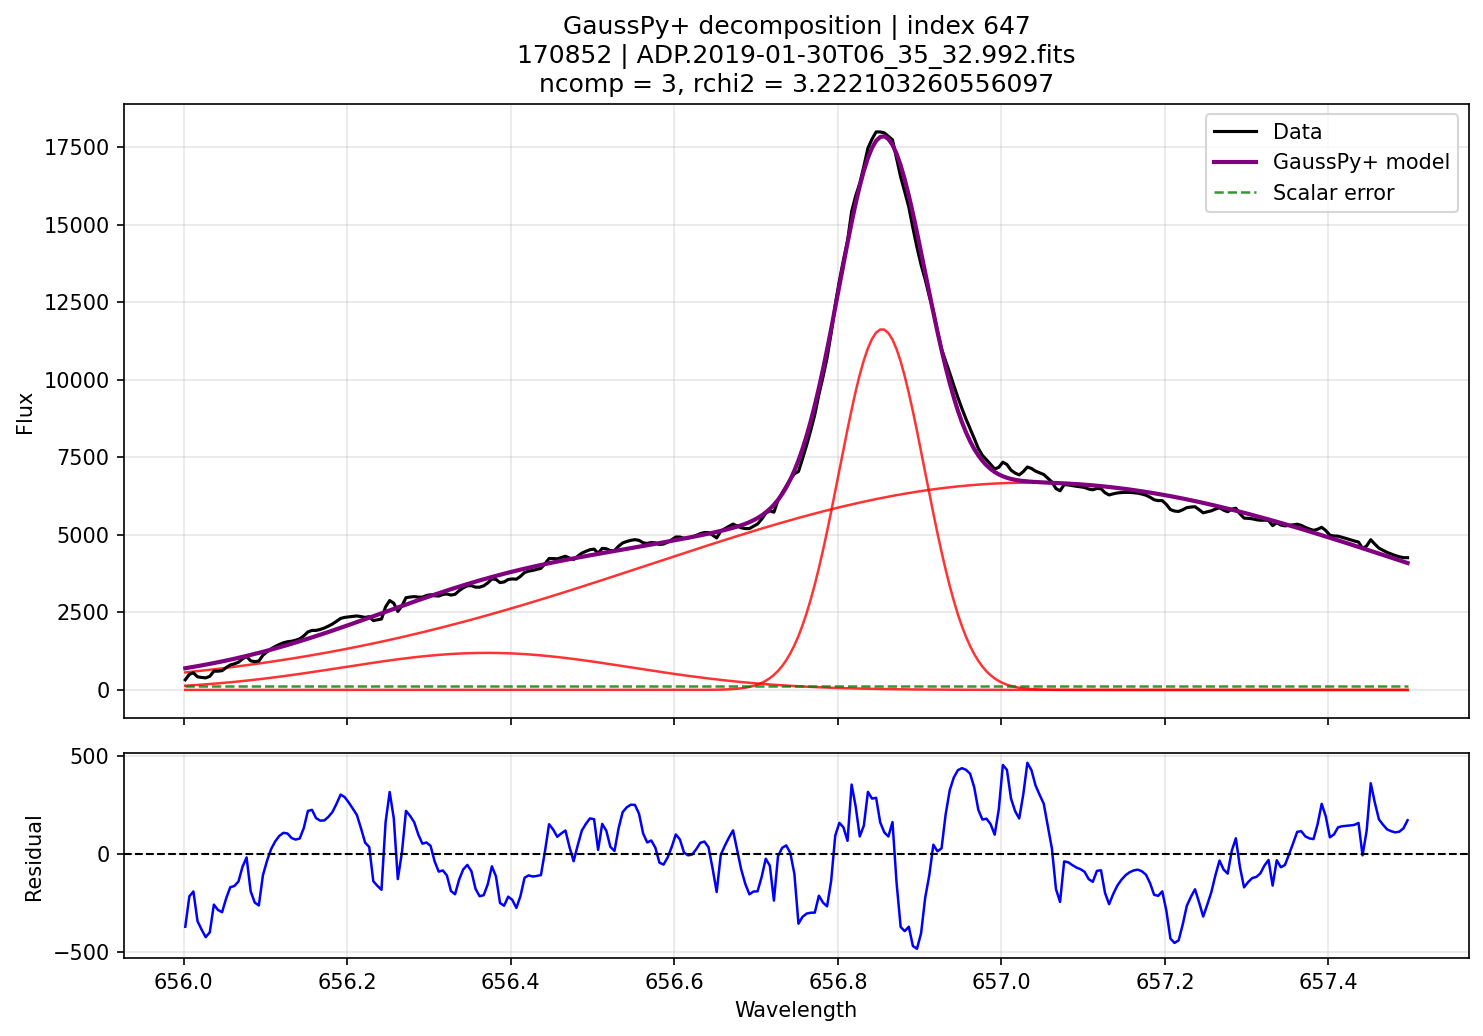 GaussPy+ decomposition | index 647
170852 | ADP.2019-01-30T06_35_32.992.fits
ncomp = 3, rchi2 = 3.222103260556097
Data
GaussPy+ model
Scalar error
Flux
17500
15000
12500
10000
7500
5000
2500
0
Residual
500
0
−500
656.0 656.2 656.4 656.6 656.8 657.0 657.2 657.4
Wavelength